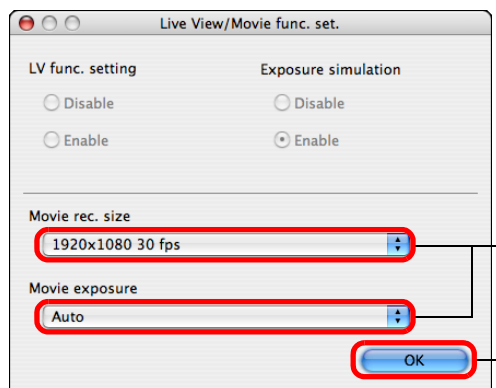 Live View/Movie func. set.
LV func. setting
Exposure simulation
Disable
Disable
Enable
Enable
Movie rec. size
1920x1080 30 fps
Movie exposure
Auto
OK